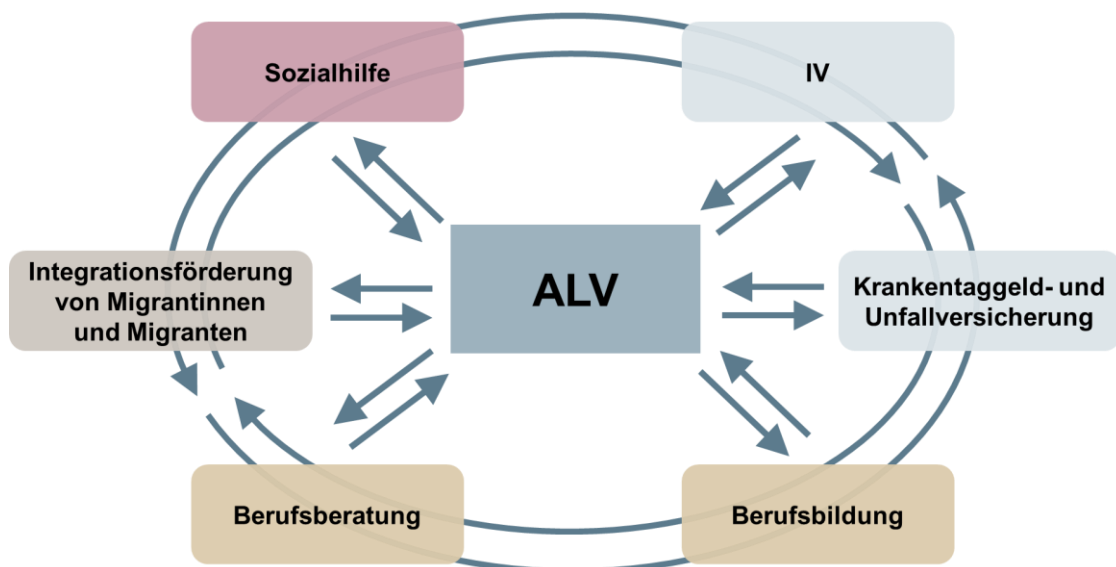 Sozialhilfe
IV
Integrationsförderung
von Migrantinnen
und Migranten
ALV
Krankentaggeld- und
Unfallversicherung
Berufsberatung
Berufsbildung